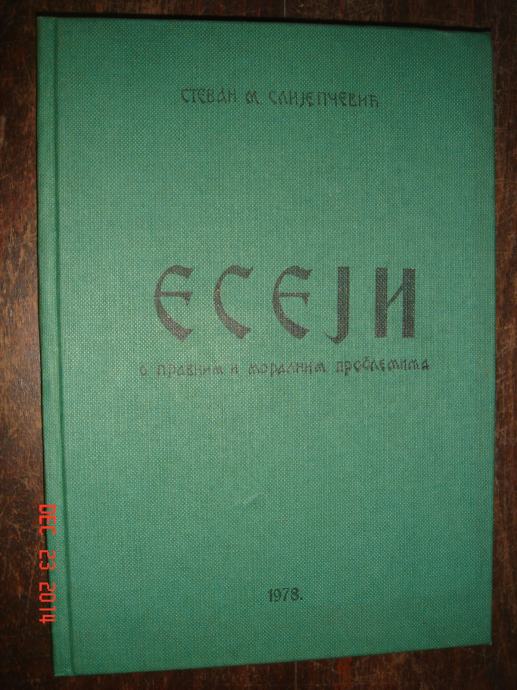 СТЕВАН М. СЛИЈЕПЧЕВИЋ
ЕСЕЈИ
о правним и моралним проблемима
1978.
DEC 23 2014